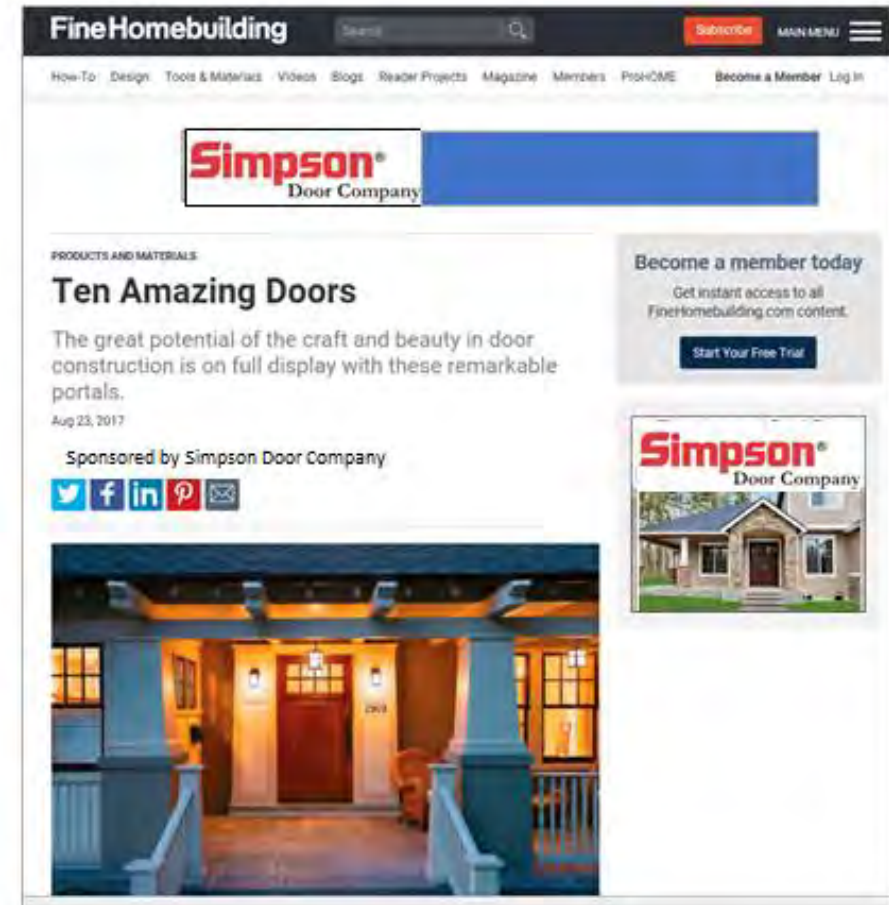 FineHomebuilding
Search
Subscribe
MAIN MENU
How-To Design Tools & Materials Videos Blogs Reader Projects Magazine Members ProHOME Become a Member Log In
Simpson®
Door Company
PRODUCTS AND MATERIALS
Ten Amazing Doors
The great potential of the craft and beauty in door
construction is on full display with these remarkable
portals.
Aug 23, 2017
Sponsored by Simpson Door Company
Become a member today
Get instant access to all
FineHomebuilding.com content.
Start Your Free Trial
Simpson®
Door Company